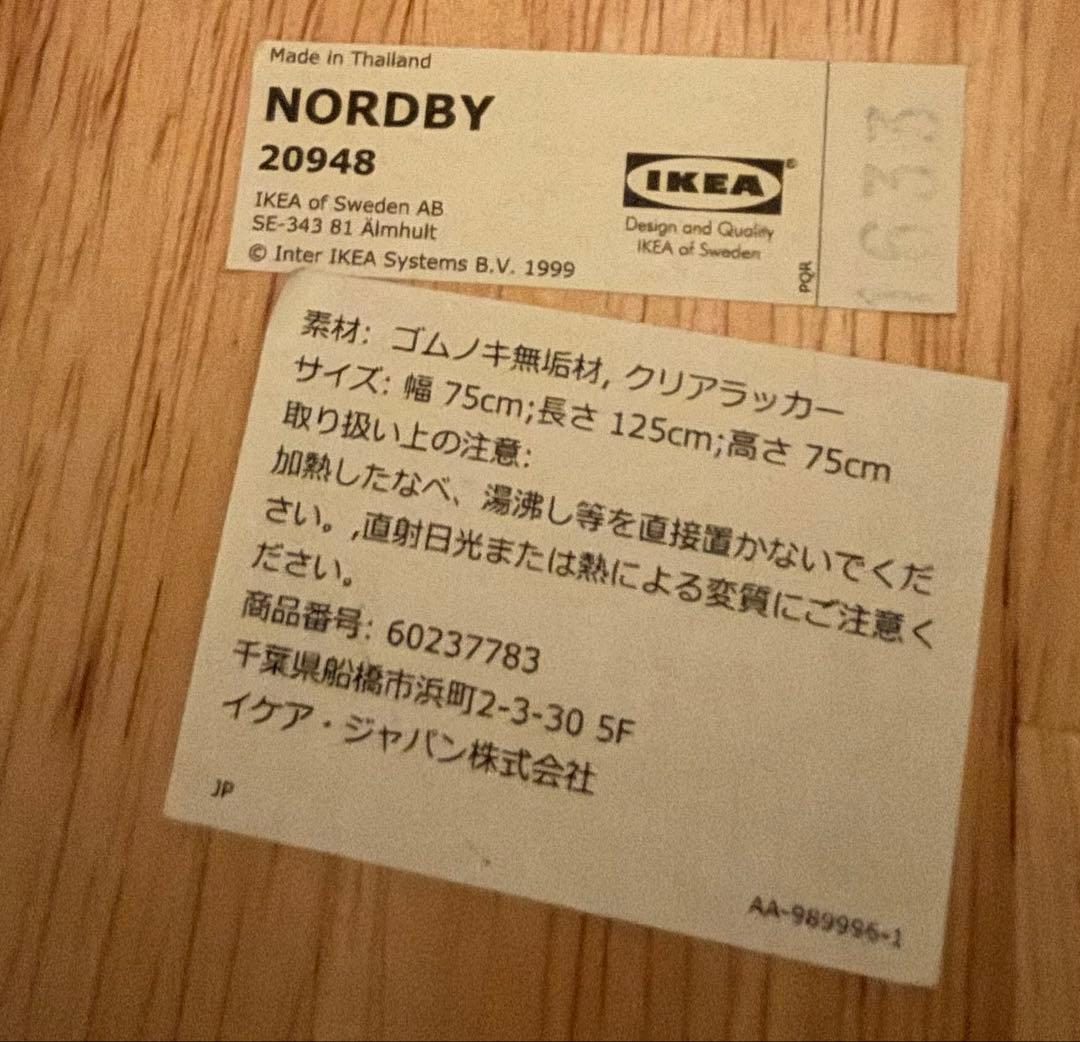 Made in Thailand
NORDBY
20948
IKEA of Sweden AB
SE-343 81 Älmhult
© Inter IKEA Systems B.V. 1999
IKEA®
Design and Quality
IKEA of Sweden
PQR
1633
素材: ゴムノキ無垢材, クリアラッカー
サイズ: 幅 75cm;長さ 125cm;高さ 75cm
取り扱い上の注意:
加熱したなべ、湯沸し等を直接置かないでくだ
さい。,直射日光または熱による変質にご注意く
ださい。
商品番号: 60237783
千葉県船橋市浜町2-3-30 5F
イケア・ジャパン株式会社
JP
AA-989996-1